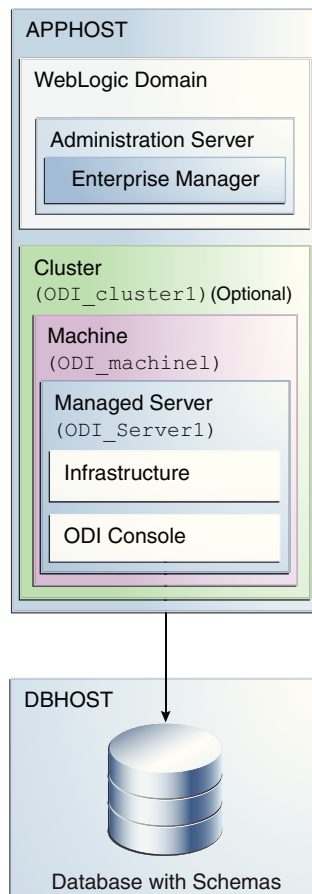 APPHOST
WebLogic Domain
Administration Server
Enterprise Manager
Cluster
(ODI_cluster1) (Optional)
Machine
(ODI_machine1)
Managed Server
(ODI_Server1)
Infrastructure
ODI Console
DBHOST
Database with Schemas